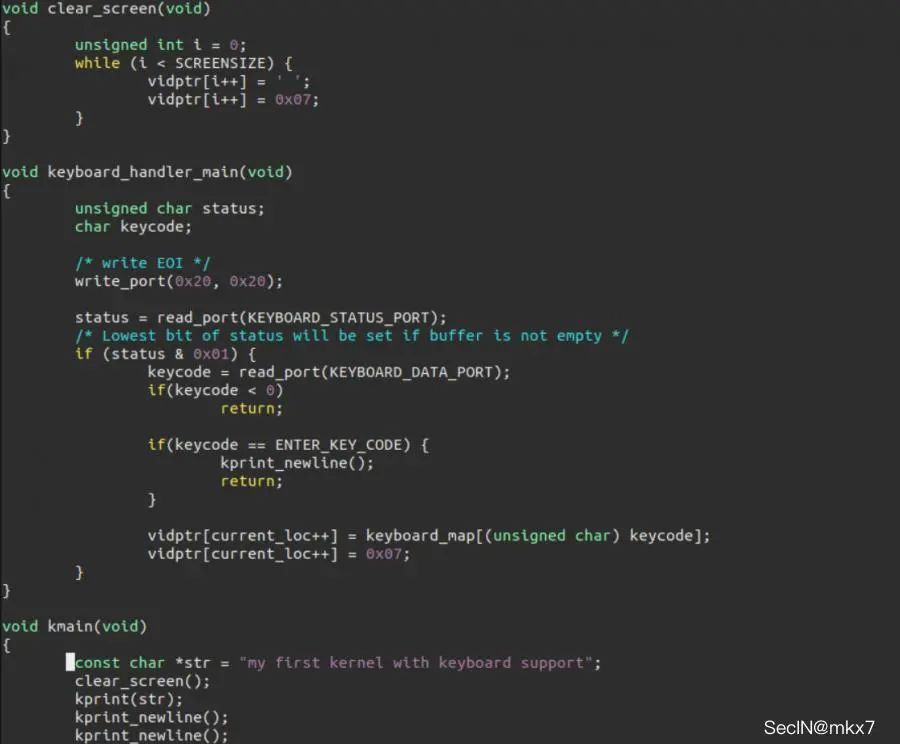 void clear_screen(void)
{
        unsigned int i = 0;
        while (i < SCREENSIZE) {
                vidptr[i++] = ' ';
                vidptr[i++] = 0x07;
        }
}

void keyboard_handler_main(void)
{
        unsigned char status;
        char keycode;

        /* write EOI */
        write_port(0x20, 0x20);

        status = read_port(KEYBOARD_STATUS_PORT);
        /* Lowest bit of status will be set if buffer is not empty */
        if (status & 0x01) {
                keycode = read_port(KEYBOARD_DATA_PORT);
                if(keycode < 0)
                        return;

                if(keycode == ENTER_KEY_CODE) {
                        kprint_newline();
                        return;
                }

                vidptr[current_loc++] = keyboard_map[(unsigned char) keycode];
                vidptr[current_loc++] = 0x07;
        }
}

void kmain(void)
{
        const char *str = "my first kernel with keyboard support";
        clear_screen();
        kprint(str);
        kprint_newline();
        kprint_newline();
SecIN@mkx7